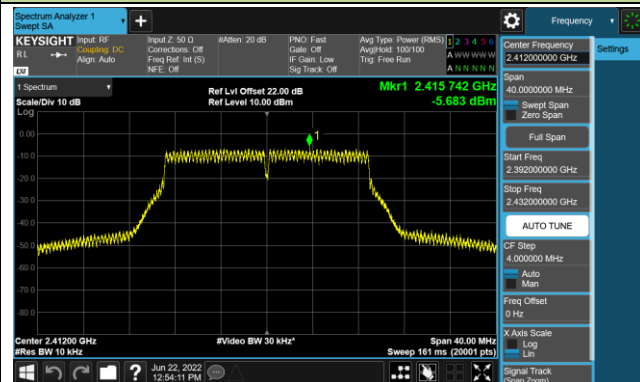 Spectrum Analyzer 1
Swept SA
+
Frequency
KEYSIGHT
RL
LXI
Input: RF
Coupling: DC
Align: Auto
Input Z: 50 Ω
Corrections: Off
Freq Ref: Int (S)
NFE: Off
#Atten: 20 dB
PNO: Fast
Gate: Off
IF Gain: Low
Sig Track: Off
Avg Type: Power (RMS)
Avg|Hold: 100/100
Trig: Free Run
1 2 3 4 5 6
A W W W W W
A N N N N N
1 Spectrum
Scale/Div 10 dB
Log
Ref Lvl Offset 22.00 dB
Ref Level 10.00 dBm
Mkr1 2.415 742 GHz
-5.683 dBm
1
0.00
-10.0
-20.0
-30.0
-40.0
-50.0
-60.0
-70.0
-80.0
Center 2.41200 GHz
#Res BW 10 kHz
#Video BW 30 kHz*
Span 40.00 MHz
Sweep 161 ms (20001 pts)
?
Jun 22, 2022
12:54:11 PM
Center Frequency
2.412000000 GHz
Settings
Span
40.0000000 MHz
Swept Span
Zero Span
Full Span
Start Freq
2.392000000 GHz
Stop Freq
2.432000000 GHz
AUTO TUNE
CF Step
4.000000 MHz
Auto
Man
Freq Offset
0 Hz
X Axis Scale
Log
Lin
Signal Track
(Span Zoom)